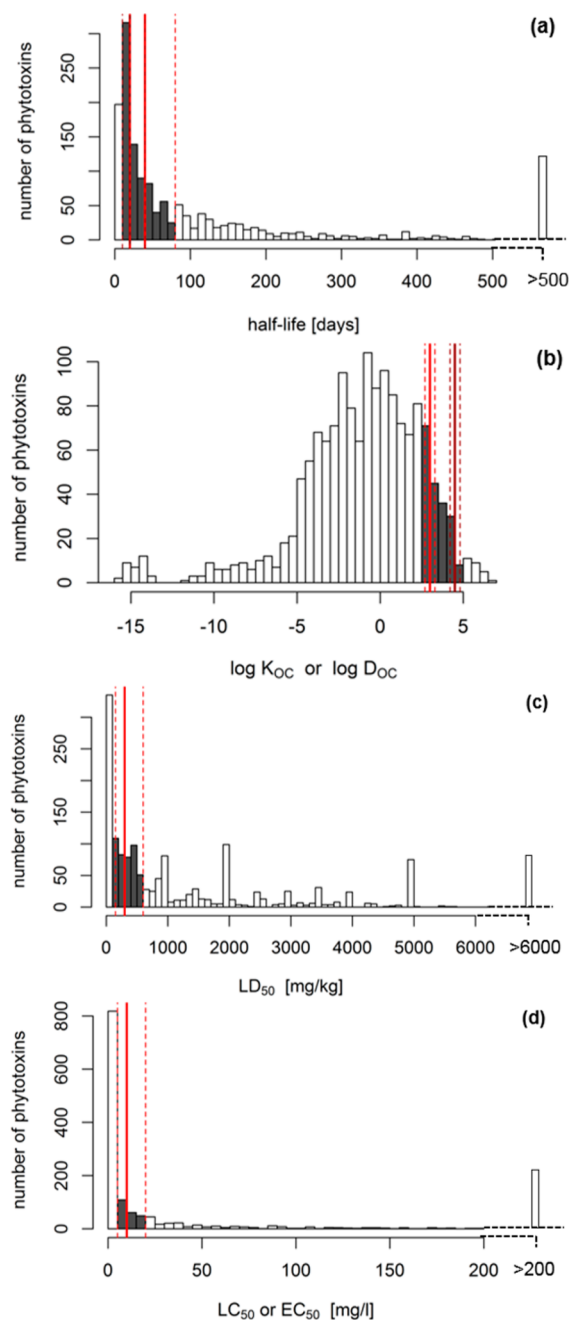 (a)
number of phytotoxins
0 50 150 250
0 100 200 300 400 500 >500
half-life [days]
(b)
number of phytotoxins
0 20 40 60 80 100
-15 -10 -5 0 5
log KOC or log DOC
(c)
number of phytotoxins
0 50 150 250
0 1000 2000 3000 4000 5000 6000 >6000
LD50 [mg/kg]
(d)
number of phytotoxins
0 200 400 600 800
0 50 100 150 200 >200
LC50 or EC50 [mg/l]